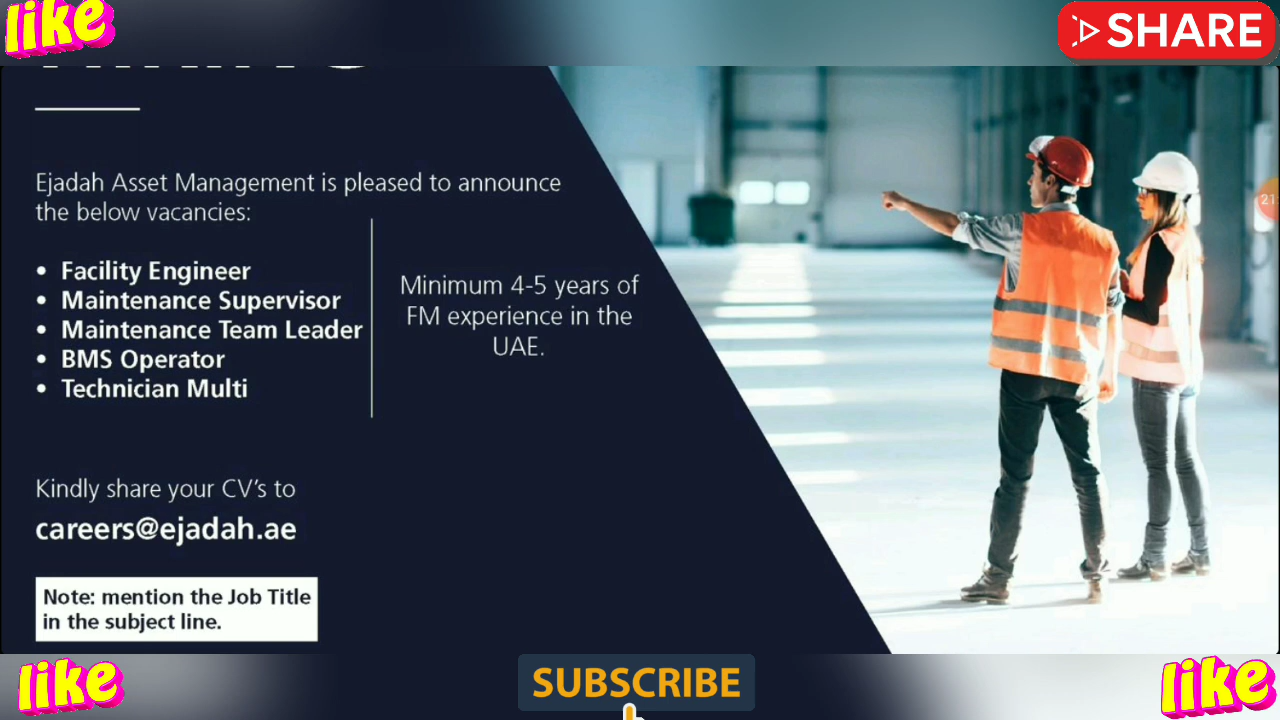 like
SHARE
Ejadah Asset Management is pleased to announce
the below vacancies:
• Facility Engineer
• Maintenance Supervisor
• Maintenance Team Leader
• BMS Operator
• Technician Multi
Minimum 4-5 years of
FM experience in the
UAE.
Kindly share your CV's to
careers@ejadah.ae
Note: mention the Job Title
in the subject line.
like
SUBSCRIBE
like